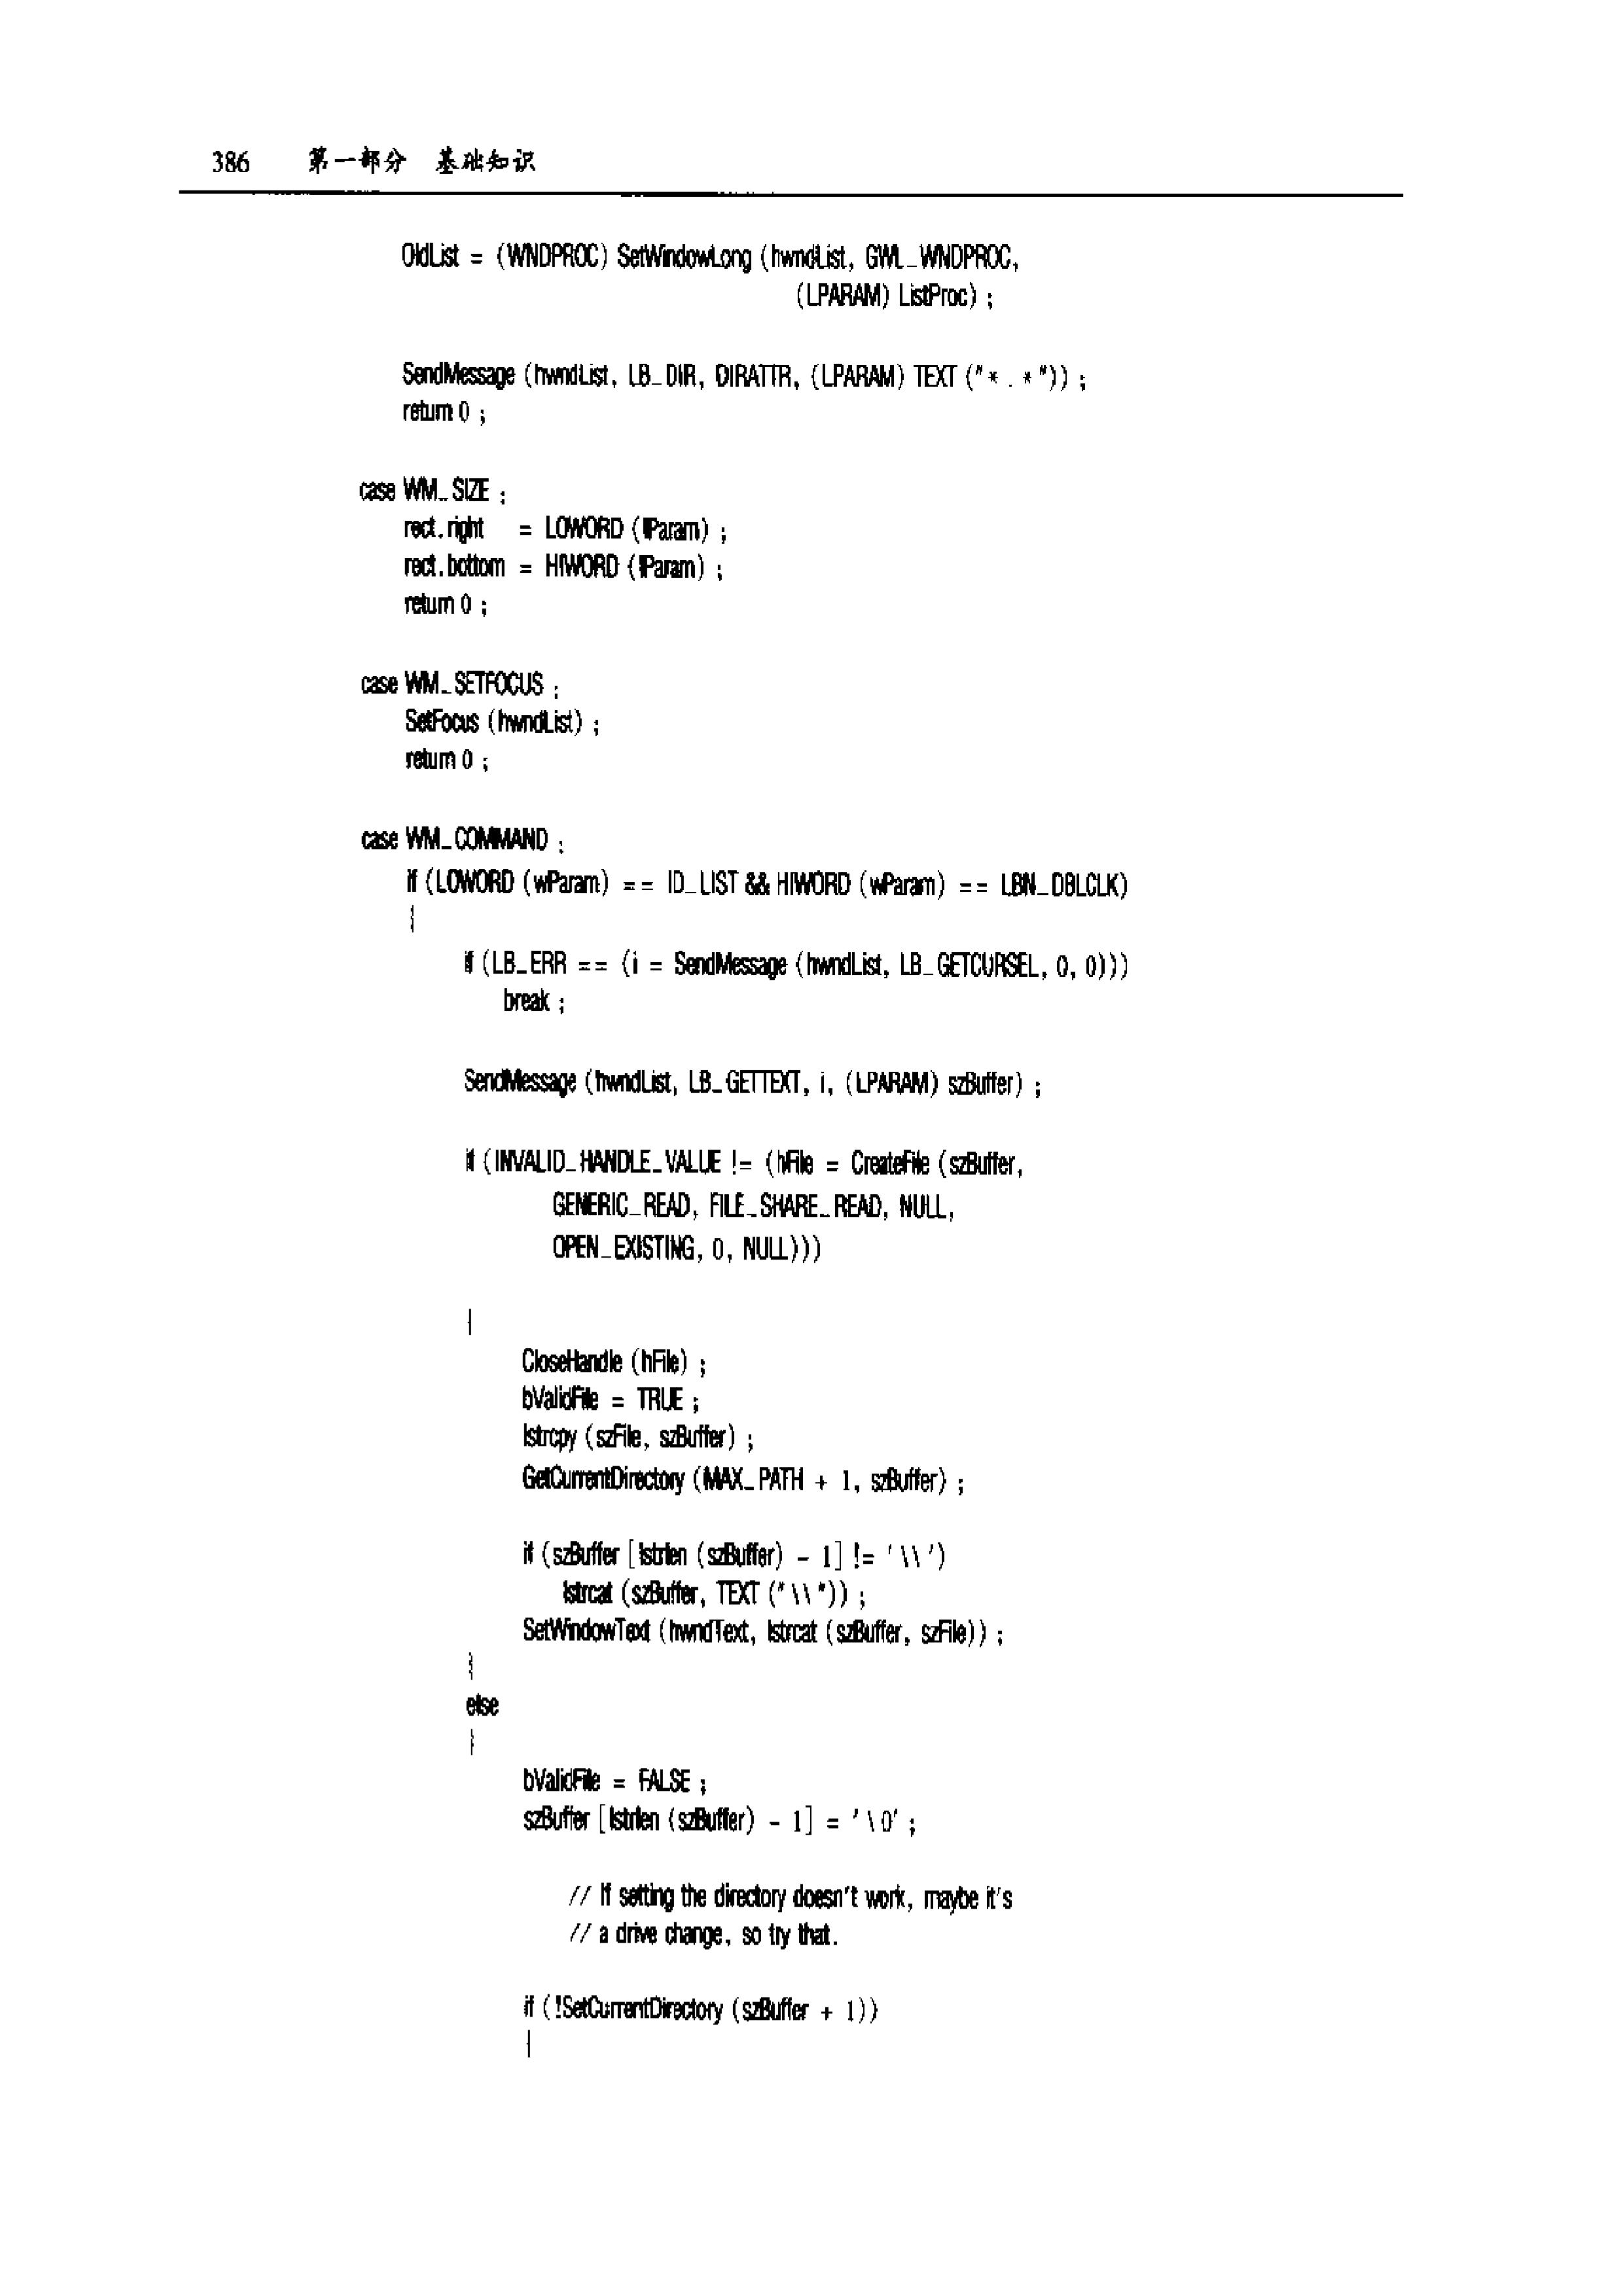 386 第一部分 基础知识
OldList = (WNDPROC) SetWindowLong (hwndList, GWL_WNDPROC,
(LPARAM) ListProc) ;
SendMessage (hwndList, LB_DIR, DIRATTR, (LPARAM) TEXT ("*.*")) ;
return 0 ;
case WM_SIZE :
rect.right = LOWORD (lParam) ;
rect.bottom = HIWORD (lParam) ;
return 0 ;
case WM_SETFOCUS :
SetFocus (hwndList) ;
return 0 ;
case WM_COMMAND :
if (LOWORD (wParam) == ID_LIST && HIWORD (wParam) == LBN_DBLCLK)
{
if (LB_ERR == (i = SendMessage (hwndList, LB_GETCURSEL, 0, 0)))
break ;
SendMessage (hwndList, LB_GETTEXT, i, (LPARAM) szBuffer) ;
if (INVALID_HANDLE_VALUE != (hFile = CreateFile (szBuffer,
GENERIC_READ, FILE_SHARE_READ, NULL,
OPEN_EXISTING, 0, NULL)))
{
CloseHandle (hFile) ;
bValidFile = TRUE ;
lstrcpy (szFile, szBuffer) ;
GetCurrentDirectory (MAX_PATH + 1, szBuffer) ;
if (szBuffer [lstrlen (szBuffer) - 1] != '\\')
lstrcat (szBuffer, TEXT ("\\")) ;
SetWindowText (hwndText, lstrcat (szBuffer, szFile)) ;
}
else
{
bValidFile = FALSE ;
szBuffer [lstrlen (szBuffer) - 1] = '\0' ;
// If setting the directory doesn't work, maybe it's
// a drive change, so try that.
if (!SetCurrentDirectory (szBuffer + 1))
{